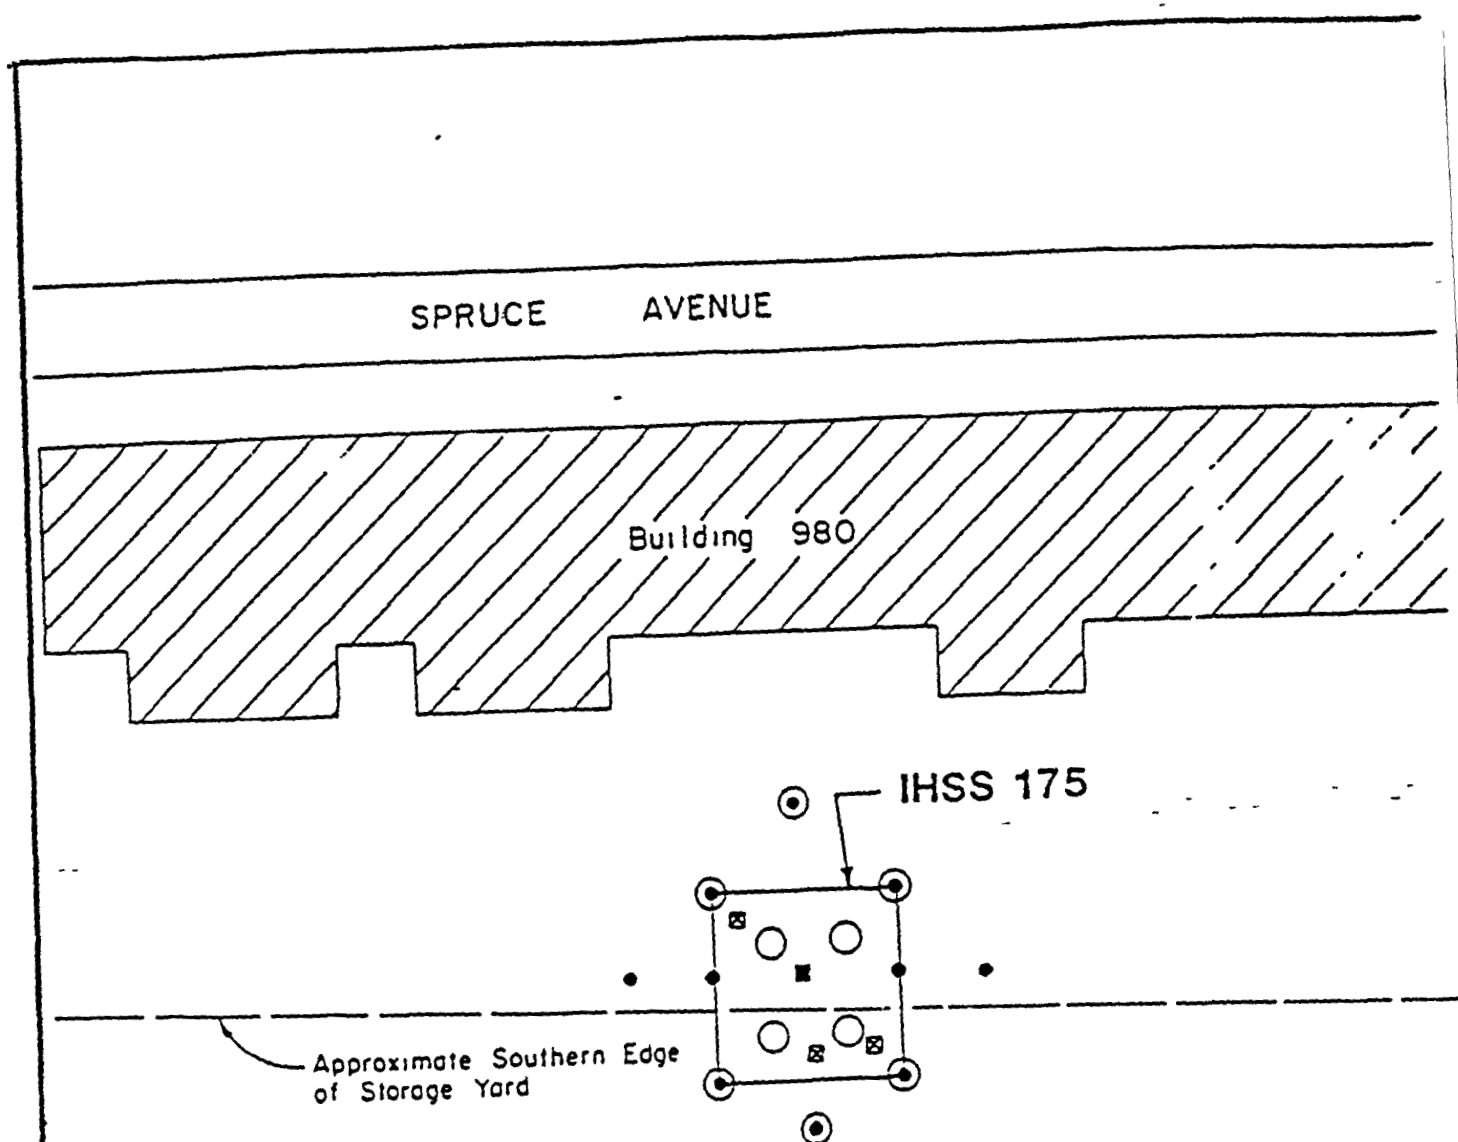 SPRUCE AVENUE
Building 980
IHSS 175
Approximate Southern Edge
of Storage Yard